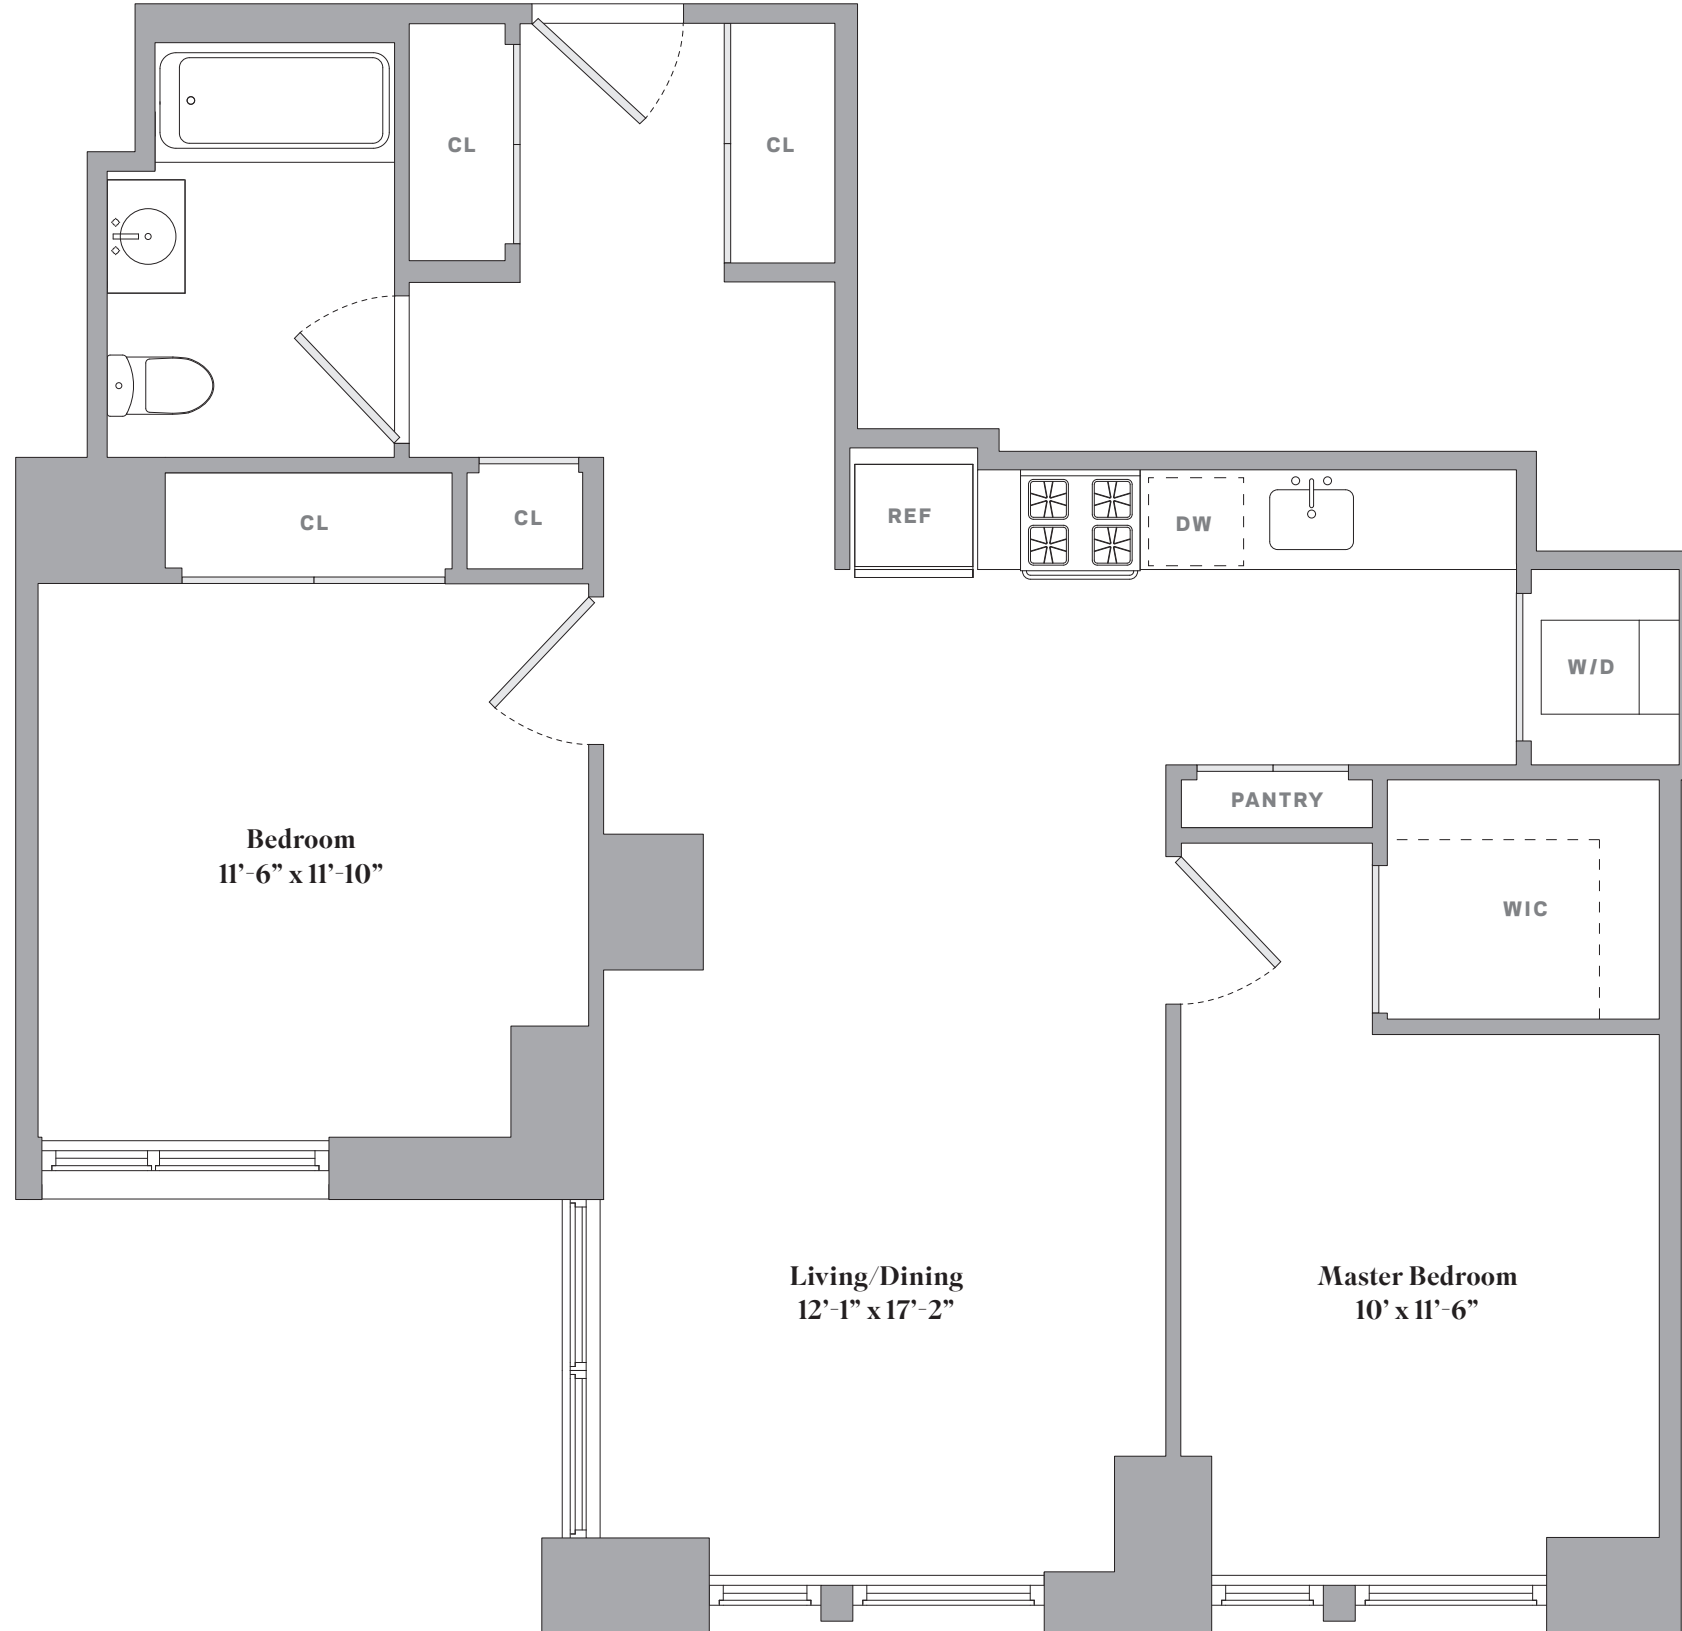 CL
CL
CL
CL
REF
DW
W/D
PANTRY
Bedroom
11’-6” x 11’-10”
WIC
Living/Dining
12’-1” x 17’-2”
Master Bedroom
10’ x 11’-6”